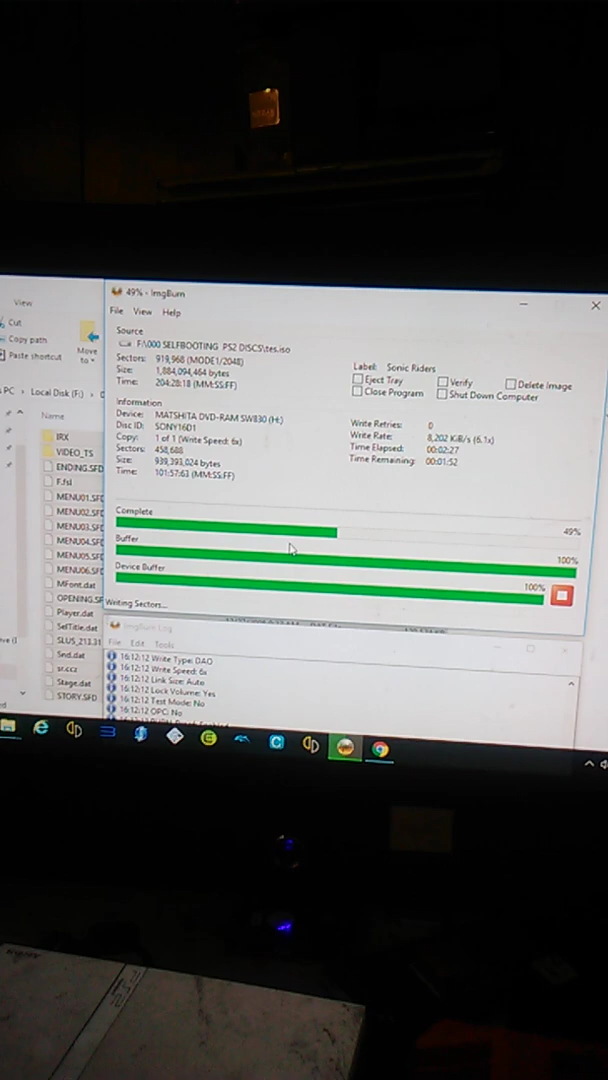 View
Cut
Copy path
Paste shortcut
Move
to
PC › Local Disk (F:) ›
Name
IRX
VIDEO_TS
ENDING.SFD
F.fsl
MENU01.SFD
MENU02.SFD
MENU03.SFD
MENU04.SFD
MENU05.SFD
MENU06.SFD
MFont.dat
OPENING.SF
Player.dat
SelTitle.dat
SLUS_213.31
Snd.dat
Stage.dat
STORY.SFD
49% - ImgBurn
File View Help
Source
F:\000 SELFBOOTING PS2 DISCS\tes.iso
Sectors: 919,968 (MODE1/2048)
Size: 1,884,094,464 bytes
Time: 204:28:18 (MM:SS:FF)
Label: Sonic Riders
Eject Tray Verify Delete Image
Close Program Shut Down Computer
Information
Device: MATSHITA DVD-RAM SW830 (H:)
Disc ID: SONY16D1
Copy: 1 of 1 (Write Speed: 6x)
Sectors: 458,688
Size: 939,393,024 bytes
Time: 101:57:63 (MM:SS:FF)
Write Retries: 0
Write Rate: 8,202 KiB/s (6.1x)
Time Elapsed: 00:02:27
Time Remaining: 00:01:52
Complete
49%
Buffer
100%
Device Buffer
100%
Writing Sectors...
ImgBurn Log
File Edit Tools
16:12:12 Write Type: DAO
16:12:12 Write Speed: 6x
16:12:12 Link Size: Auto
16:12:12 Lock Volume: Yes
16:12:12 Test Mode: No
16:12:12 OPC: No